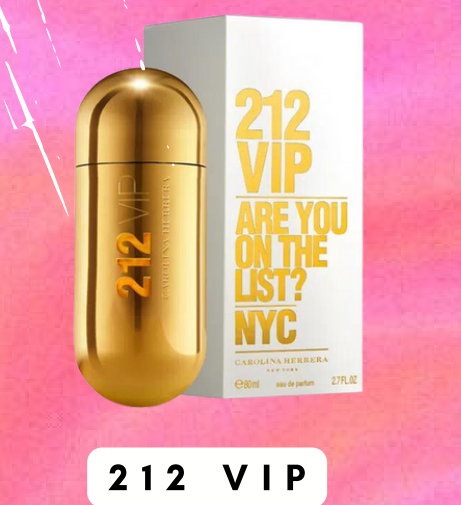 212 VIP
CAROLINA HERRERA
212
VIP
ARE YOU
ON THE
LIST?
NYC
CAROLINA HERRERA
NEW YORK
℮80ml eau de parfum 2.7FL.OZ
212 VIP